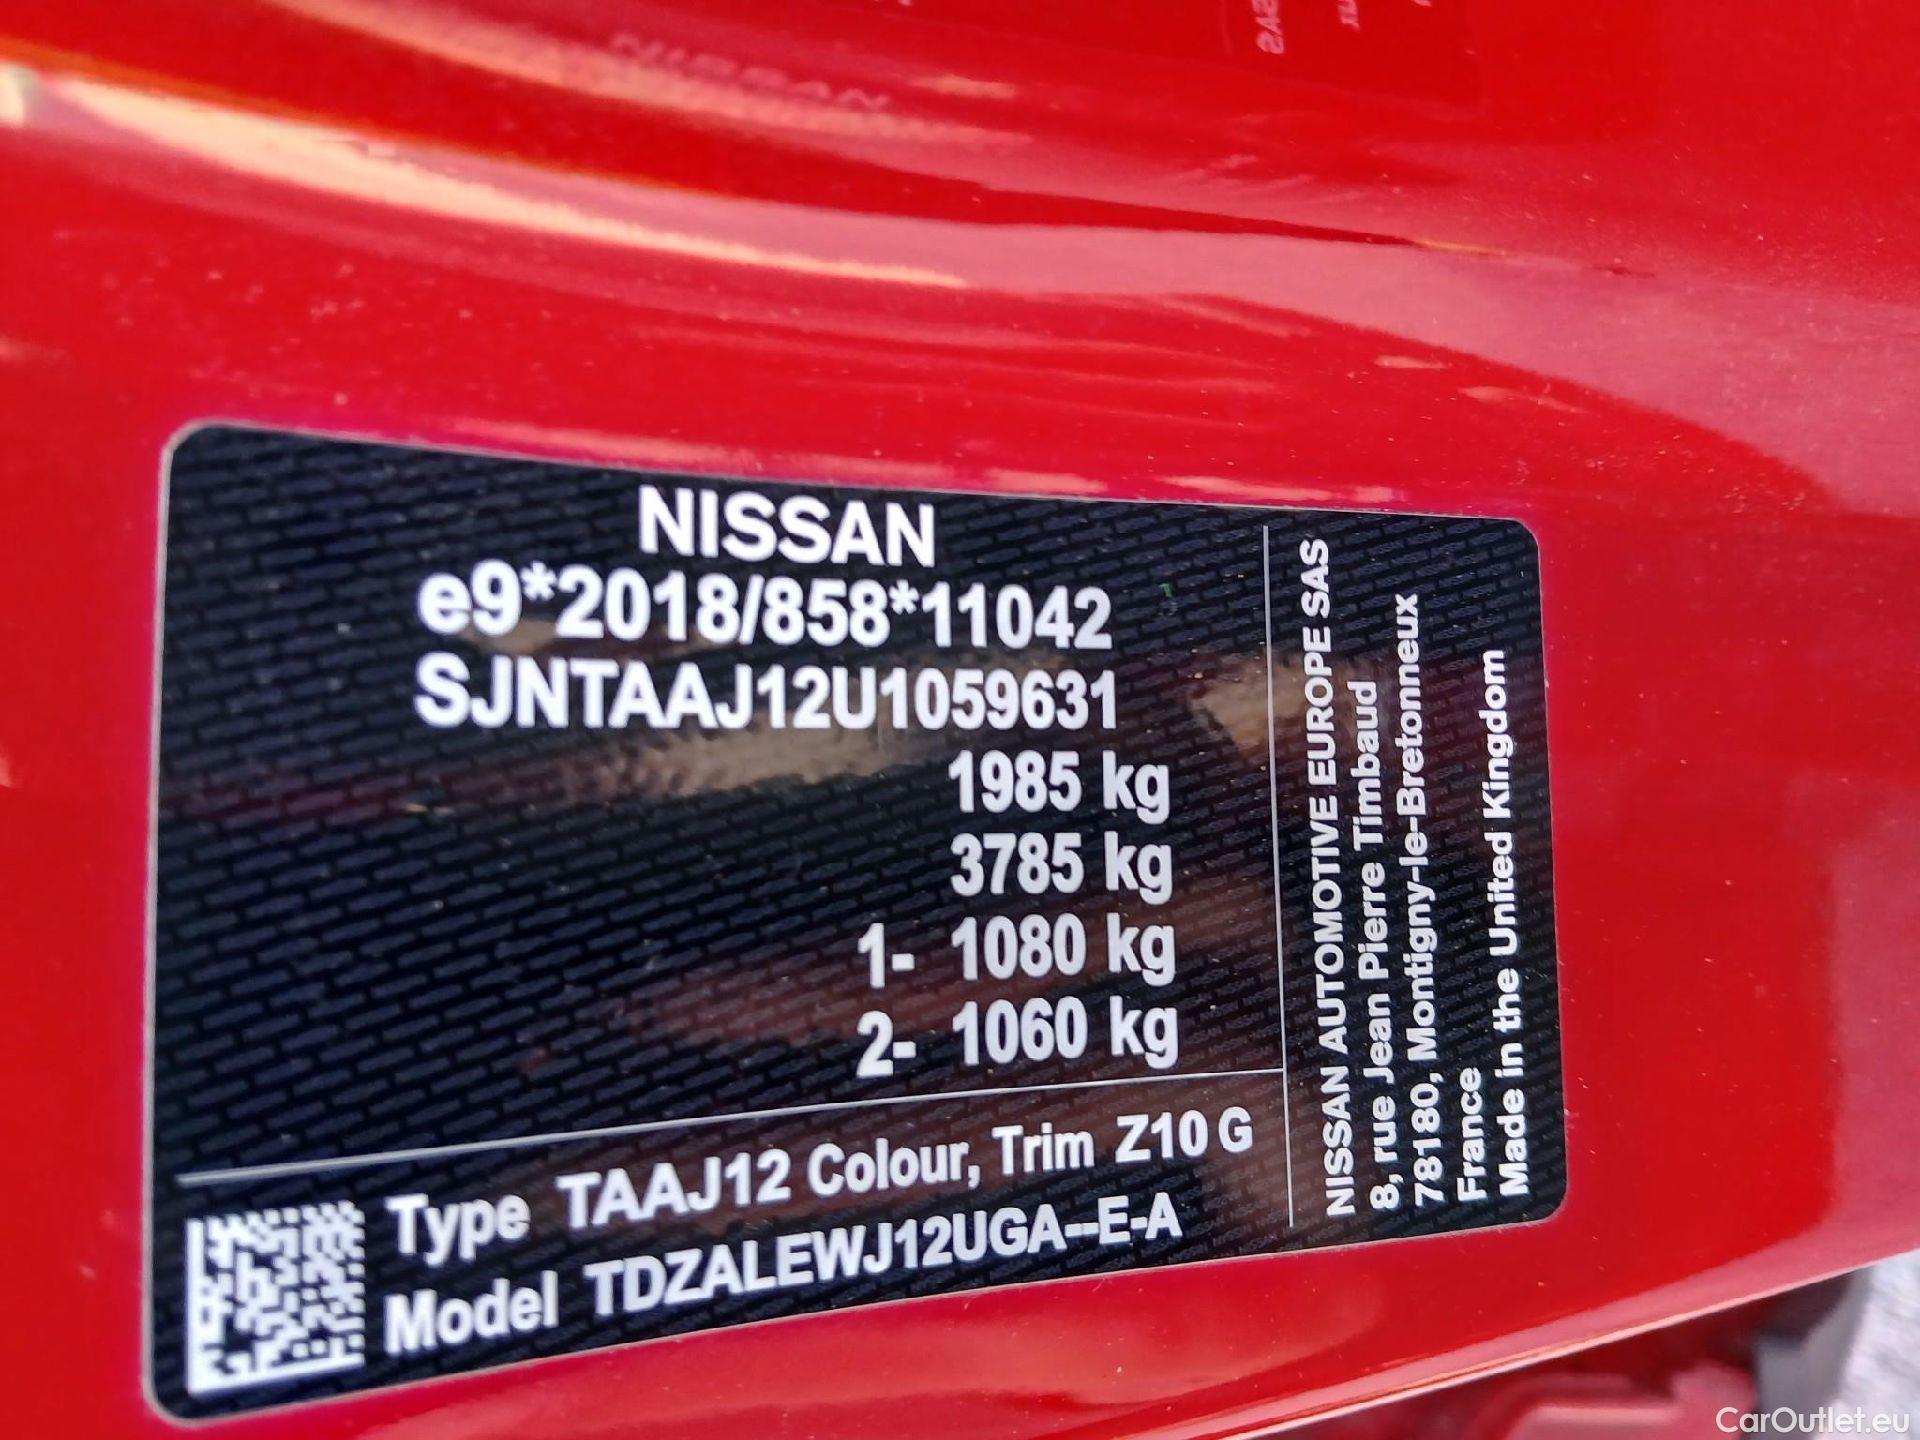 NISSAN
e9*2018/858*11042
SJNTAAJ12U1059631
1985 kg
3785 kg
1- 1080 kg
2- 1060 kg
Type TAAJ12 Colour, Trim Z10 G
Model TDZALEWJ12UGA--E-A
NISSAN AUTOMOTIVE EUROPE SAS
8, rue Jean Pierre Timbaud
78180, Montigny-le-Bretonneux
France
Made in the United Kingdom
CarOutlet.eu